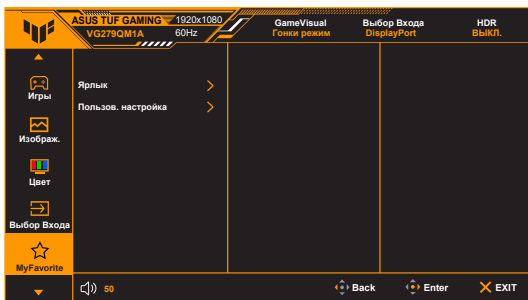 ASUS TUF GAMING 1920x1080
VG279QM1A 60Hz
GameVisual
Гонки режим
Выбор Входа
DisplayPort
HDR
ВЫКЛ.
Игры
Изображ.
Цвет
Выбор Входа
MyFavorite
Ярлык
Пользов. настройка
50
Back
Enter
EXIT